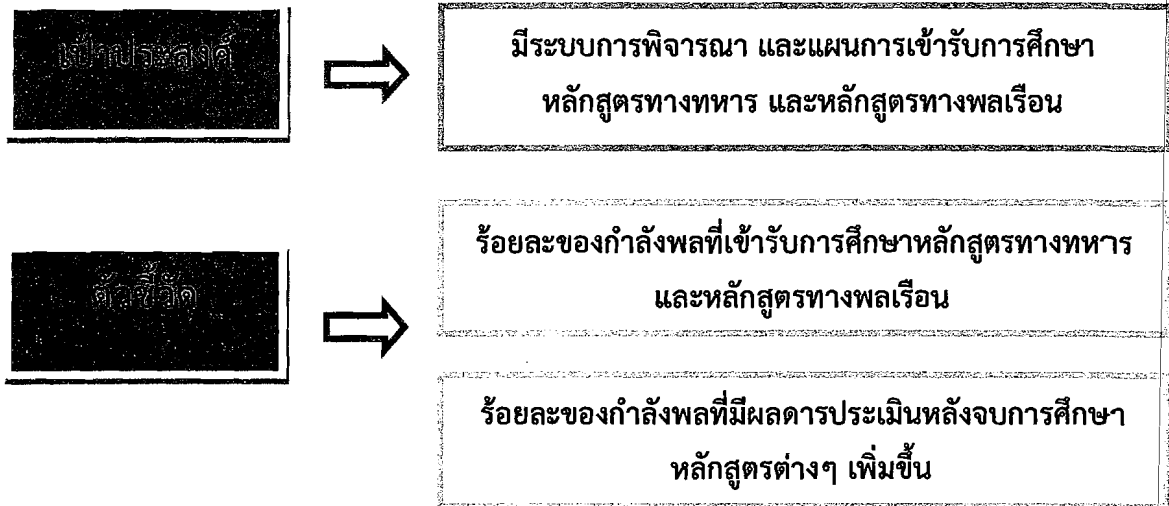 เป้าประสงค์
มีระบบการพิจารณา และแผนการเข้ารับการศึกษา
หลักสูตรทางทหาร และหลักสูตรทางพลเรือน
ตัวชี้วัด
ร้อยละของกำลังพลที่เข้ารับการศึกษาหลักสูตรทางทหาร
และหลักสูตรทางพลเรือน
ร้อยละของกำลังพลที่มีผลดารประเมินหลังจบการศึกษา
หลักสูตรต่างๆ เพิ่มขึ้น